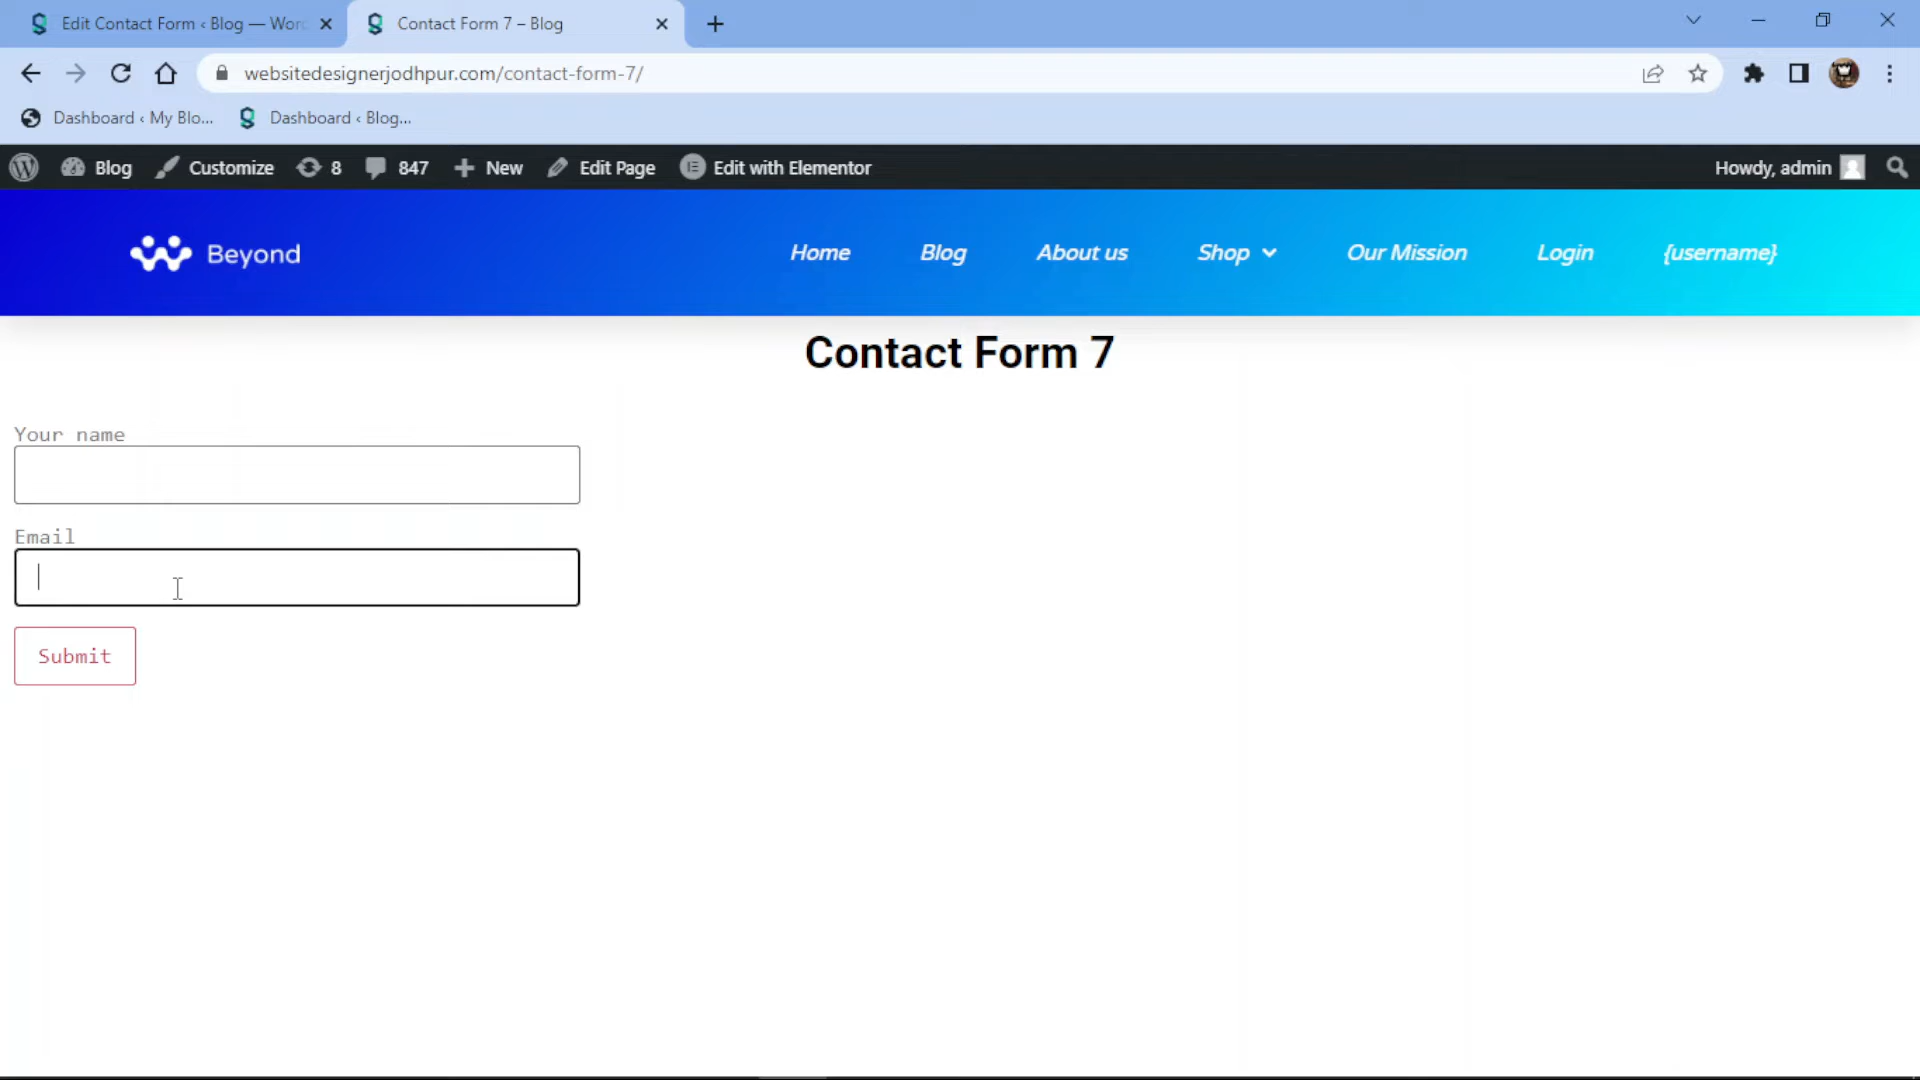 Edit Contact Form ‹ Blog — Wor
Contact Form 7 – Blog
websitedesignerjodhpur.com/contact-form-7/
Dashboard ‹ My Blo...
Dashboard ‹ Blog...
Blog
Customize
8
847
New
Edit Page
Edit with Elementor
Howdy, admin
Beyond
Home
Blog
About us
Shop
Our Mission
Login
{username}
Contact Form 7
Your name
Email
Submit